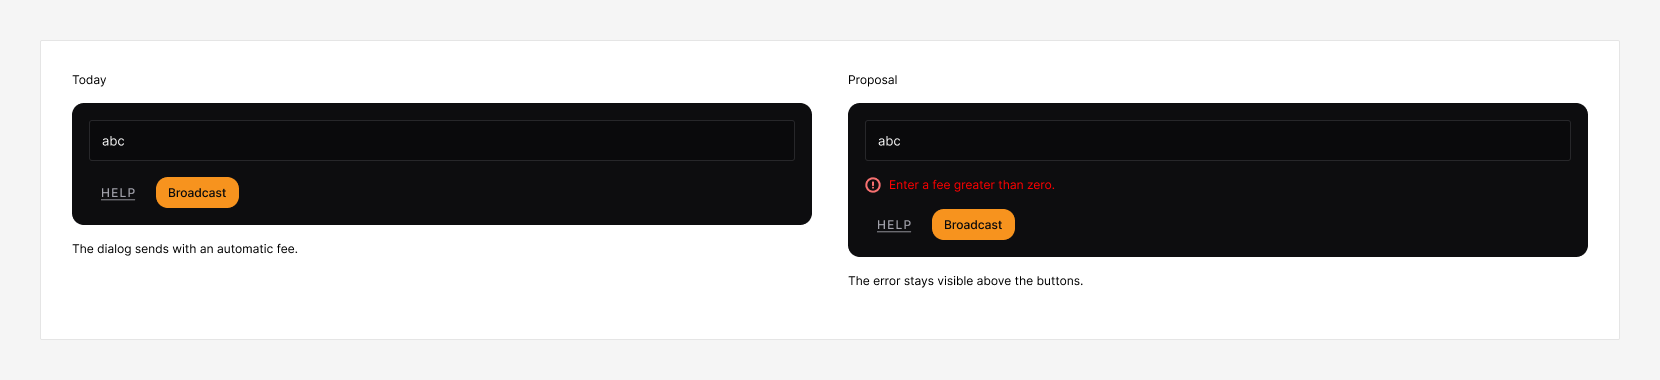 Today
abc
HELP
Broadcast
The dialog sends with an automatic fee.
Proposal
abc
Enter a fee greater than zero.
HELP
Broadcast
The error stays visible above the buttons.